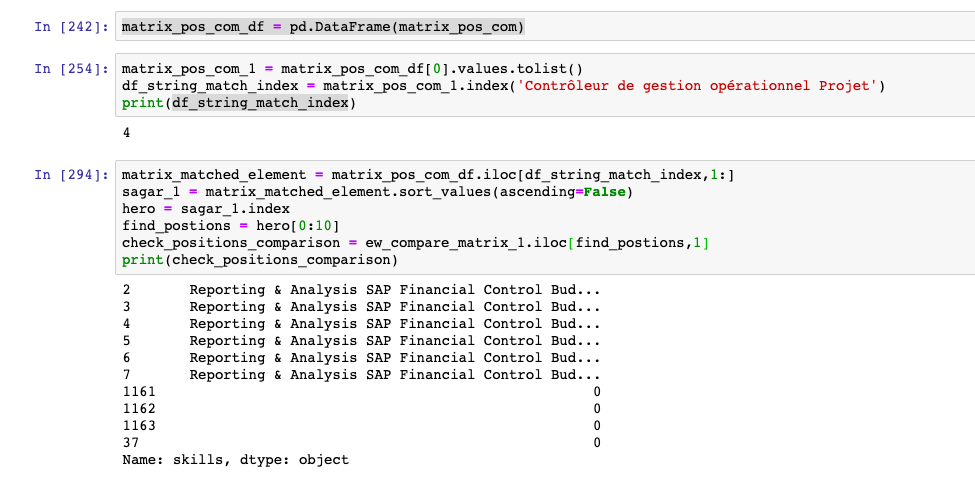 In [242]: matrix_pos_com_df = pd.DataFrame(matrix_pos_com)
In [254]: matrix_pos_com_1 = matrix_pos_com_df[0].values.tolist()
df_string_match_index = matrix_pos_com_1.index('Contrôleur de gestion opérationnel Projet')
print(df_string_match_index)
4
In [294]: matrix_matched_element = matrix_pos_com_df.iloc[df_string_match_index,1:]
sagar_1 = matrix_matched_element.sort_values(ascending=False)
hero = sagar_1.index
find_postions = hero[0:10]
check_positions_comparison = ew_compare_matrix_1.iloc[find_postions,1]
print(check_positions_comparison)
2 Reporting & Analysis SAP Financial Control Bud...
3 Reporting & Analysis SAP Financial Control Bud...
4 Reporting & Analysis SAP Financial Control Bud...
5 Reporting & Analysis SAP Financial Control Bud...
6 Reporting & Analysis SAP Financial Control Bud...
7 Reporting & Analysis SAP Financial Control Bud...
1161 0
1162 0
1163 0
37 0
Name: skills, dtype: object